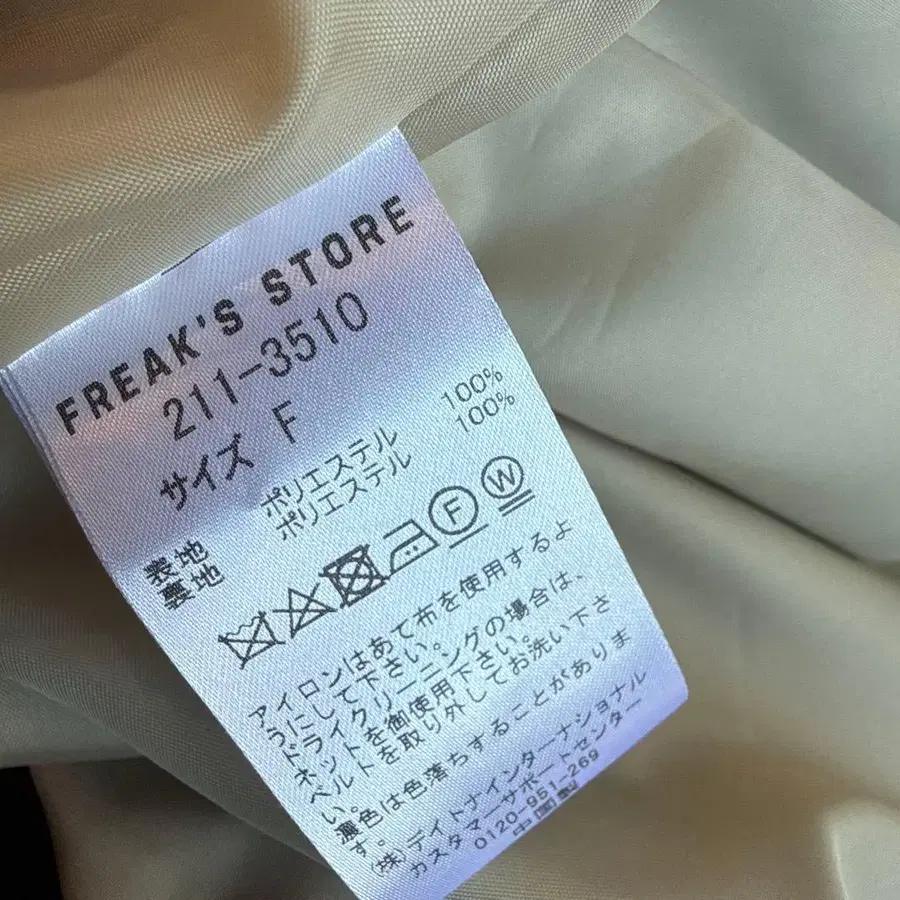 FREAK'S STORE
211-3510
サイズ F
表地 ポリエステル 100%
裏地 ポリエステル 100%
F W
アイロンはあて布を使用するよ
うにして下さい。
ドライクリーニングの場合は、
ネットを御使用下さい。
ベルトを取り外してお洗い下さ
い。
濃色は色落ちすることがありま
す。
(株)デイトナインターナショナル
カスタマーサポートセンター
0120-951-269
中国製